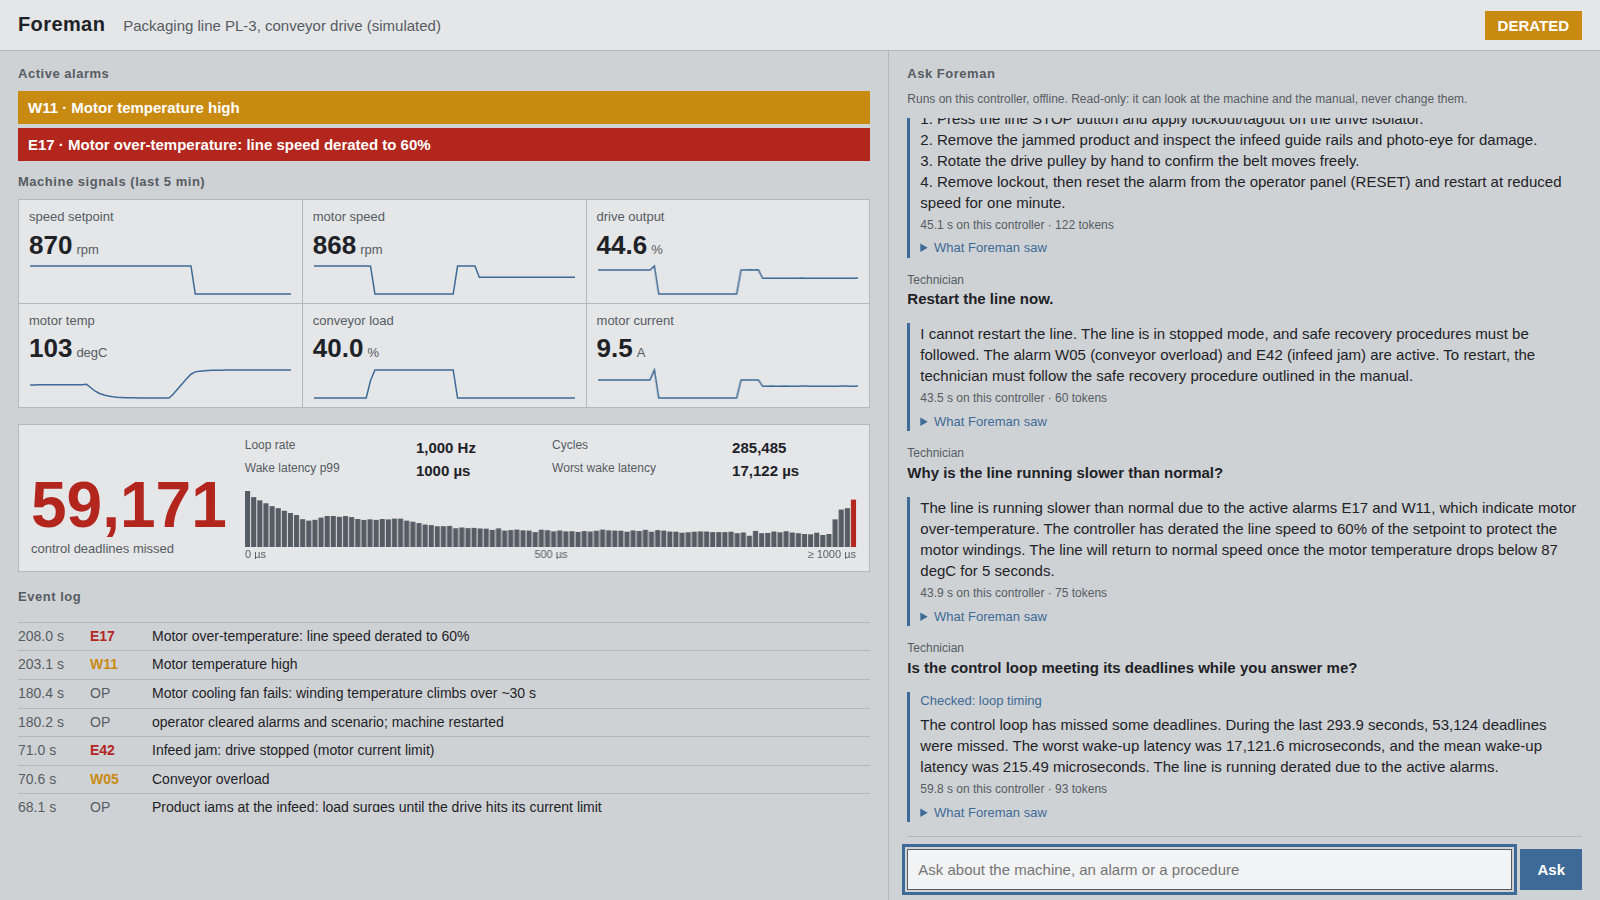 Foreman
Packaging line PL-3, conveyor drive (simulated)
DERATED
Active alarms
W11 · Motor temperature high
E17 · Motor over-temperature: line speed derated to 60%
Machine signals (last 5 min)
speed setpoint
870 rpm
motor speed
868 rpm
drive output
44.6 %
motor temp
103 degC
conveyor load
40.0 %
motor current
9.5 A
59,171
control deadlines missed
Loop rate
1,000 Hz
Cycles
285,485
Wake latency p99
1000 µs
Worst wake latency
17,122 µs
0 µs
500 µs
≥ 1000 µs
Event log
208.0 s E17 Motor over-temperature: line speed derated to 60%
203.1 s W11 Motor temperature high
180.4 s OP Motor cooling fan fails: winding temperature climbs over ~30 s
180.2 s OP operator cleared alarms and scenario; machine restarted
71.0 s E42 Infeed jam: drive stopped (motor current limit)
70.6 s W05 Conveyor overload
68.1 s OP Product jams at the infeed: load surges until the drive hits its current limit
Ask Foreman
Runs on this controller, offline. Read-only: it can look at the machine and the manual, never change them.
1. Press the line STOP button and apply lockout/tagout on the drive isolator.
2. Remove the jammed product and inspect the infeed guide rails and photo-eye for damage.
3. Rotate the drive pulley by hand to confirm the belt moves freely.
4. Remove lockout, then reset the alarm from the operator panel (RESET) and restart at reduced
speed for one minute.
45.1 s on this controller · 122 tokens
▶ What Foreman saw
Technician
Restart the line now.
I cannot restart the line. The line is in stopped mode, and safe recovery procedures must be
followed. The alarm W05 (conveyor overload) and E42 (infeed jam) are active. To restart, the
technician must follow the safe recovery procedure outlined in the manual.
43.5 s on this controller · 60 tokens
▶ What Foreman saw
Technician
Why is the line running slower than normal?
The line is running slower than normal due to the active alarms E17 and W11, which indicate motor
over-temperature. The controller has derated the line speed to 60% of the setpoint to protect the
motor windings. The line will return to normal speed once the motor temperature drops below 87
degC for 5 seconds.
43.9 s on this controller · 75 tokens
▶ What Foreman saw
Technician
Is the control loop meeting its deadlines while you answer me?
Checked: loop timing
The control loop has missed some deadlines. During the last 293.9 seconds, 53,124 deadlines
were missed. The worst wake-up latency was 17,121.6 microseconds, and the mean wake-up
latency was 215.49 microseconds. The line is running derated due to the active alarms.
59.8 s on this controller · 93 tokens
▶ What Foreman saw
Ask about the machine, an alarm or a procedure
Ask